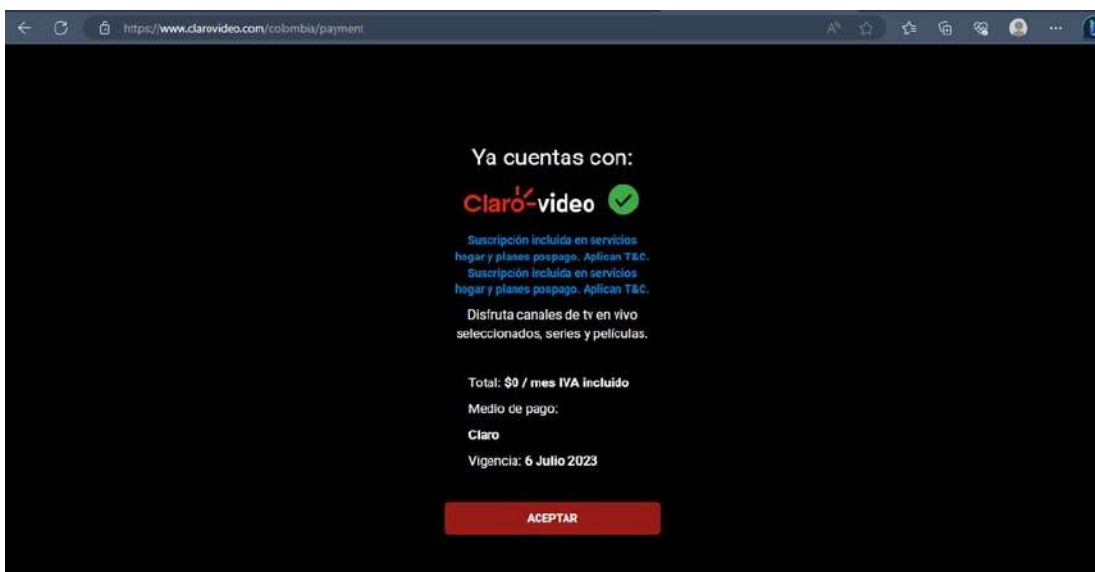 https://www.clarovideo.com/colombia/payment
Ya cuentas con:
Claro-video
Suscripción incluida en servicios
hogar y planes pospago. Aplican T&C.
Suscripción incluida en servicios
hogar y planes pospago. Aplican T&C.
Disfruta canales de tv en vivo
seleccionados, series y películas.
Total: $0 / mes IVA incluido
Medio de pago:
Claro
Vigencia: 6 Julio 2023
ACEPTAR